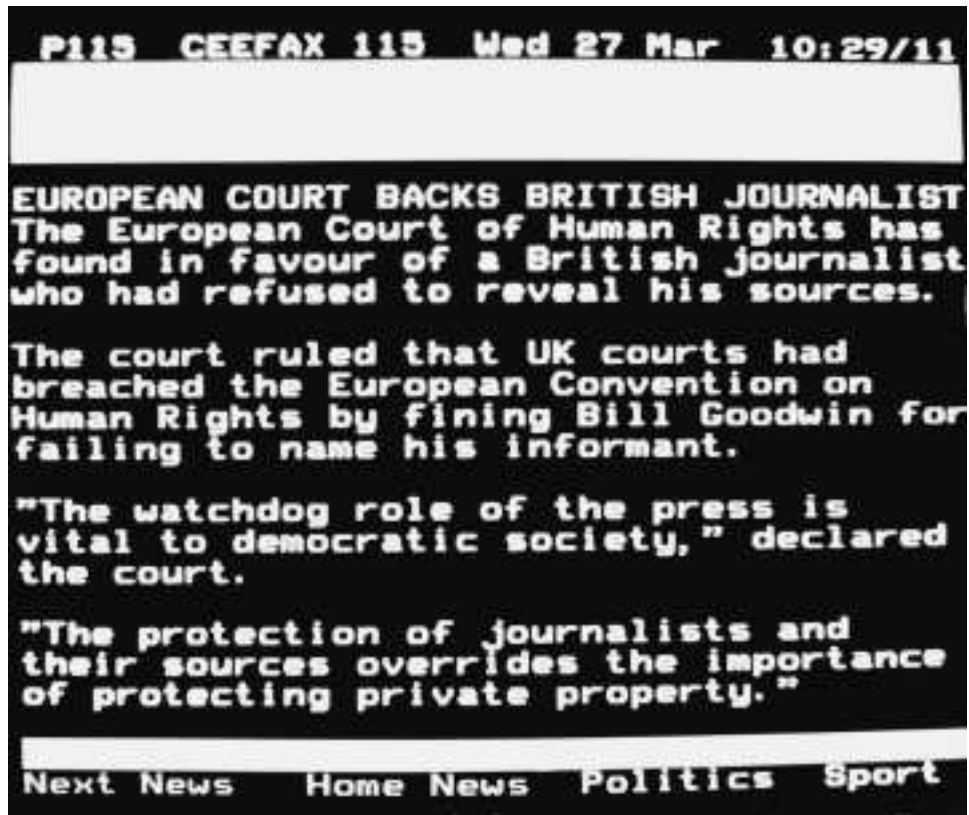 P115 CEEFAX 115 Wed 27 Mar 10:29/11
EUROPEAN COURT BACKS BRITISH JOURNALIST
The European Court of Human Rights has
found in favour of a British journalist
who had refused to reveal his sources.
The court ruled that UK courts had
breached the European Convention on
Human Rights by fining Bill Goodwin for
failing to name his informant.
"The watchdog role of the press is
vital to democratic society," declared
the court.
"The protection of journalists and
their sources overrides the importance
of protecting private property."
Next News Home News Politics Sport